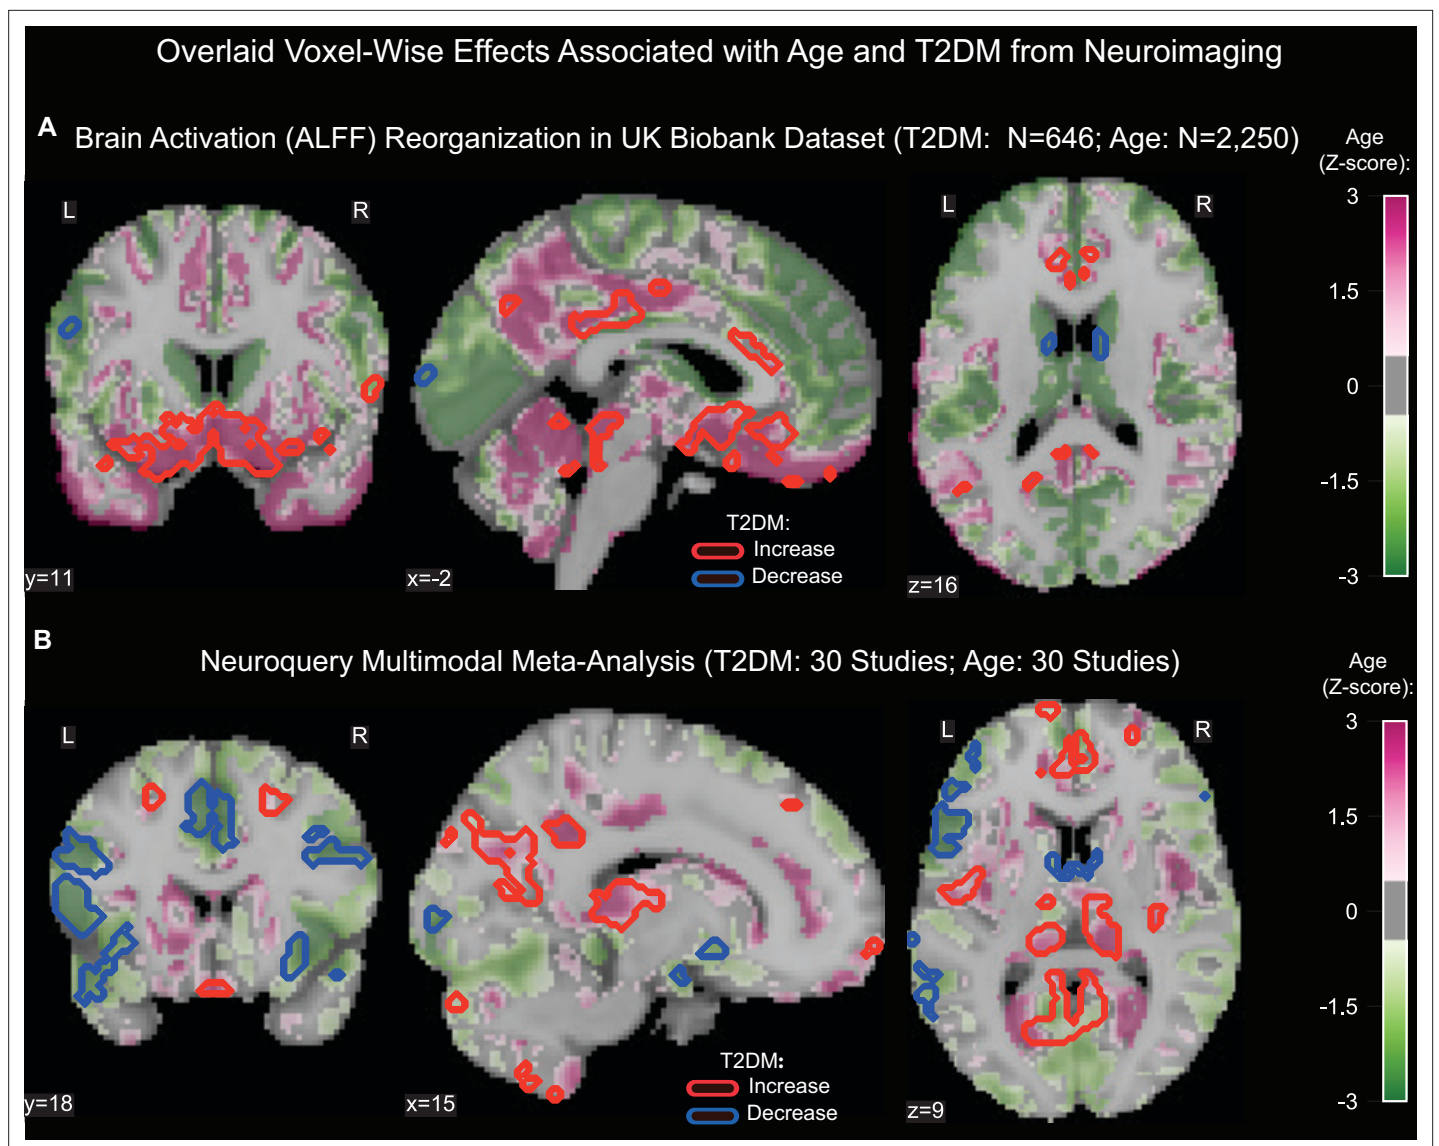 Overlaid Voxel-Wise Effects Associated with Age and T2DM from Neuroimaging
A Brain Activation (ALFF) Reorganization in UK Biobank Dataset (T2DM: N=646; Age: N=2,250)
Age
(Z-score):
3
1.5
0
-1.5
-3
L
R
L
R
T2DM:
Increase
Decrease
y=11
x=-2
z=16
B
Neuroquery Multimodal Meta-Analysis (T2DM: 30 Studies; Age: 30 Studies)
Age
(Z-score):
3
1.5
0
-1.5
-3
L
R
L
R
T2DM:
Increase
Decrease
y=18
x=15
z=9